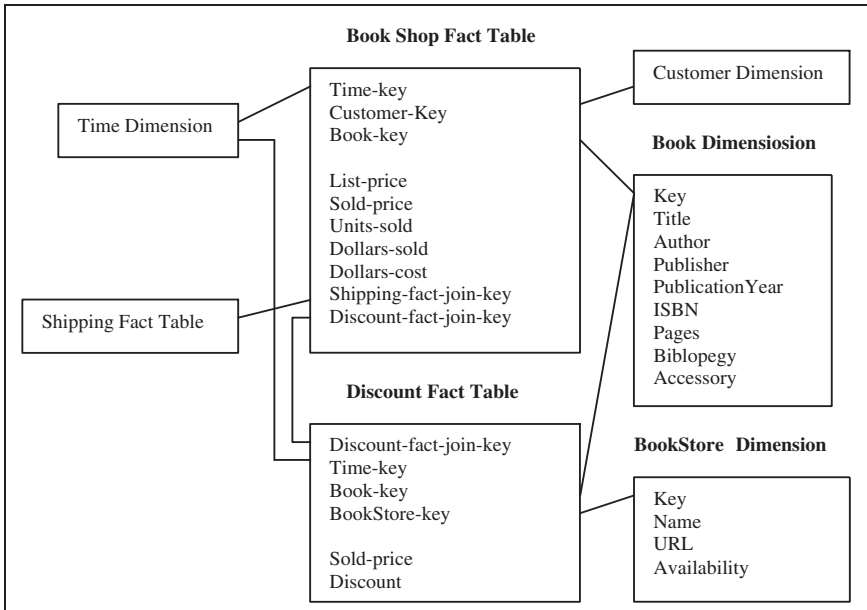 Book Shop Fact Table
Time-key
Customer-Key
Book-key
List-price
Sold-price
Units-sold
Dollars-sold
Dollars-cost
Shipping-fact-join-key
Discount-fact-join-key
Time Dimension
Shipping Fact Table
Customer Dimension
Book Dimensiosion
Key
Title
Author
Publisher
PublicationYear
ISBN
Pages
Biblopegy
Accessory
Discount Fact Table
Discount-fact-join-key
Time-key
Book-key
BookStore-key
Sold-price
Discount
BookStore Dimension
Key
Name
URL
Availability